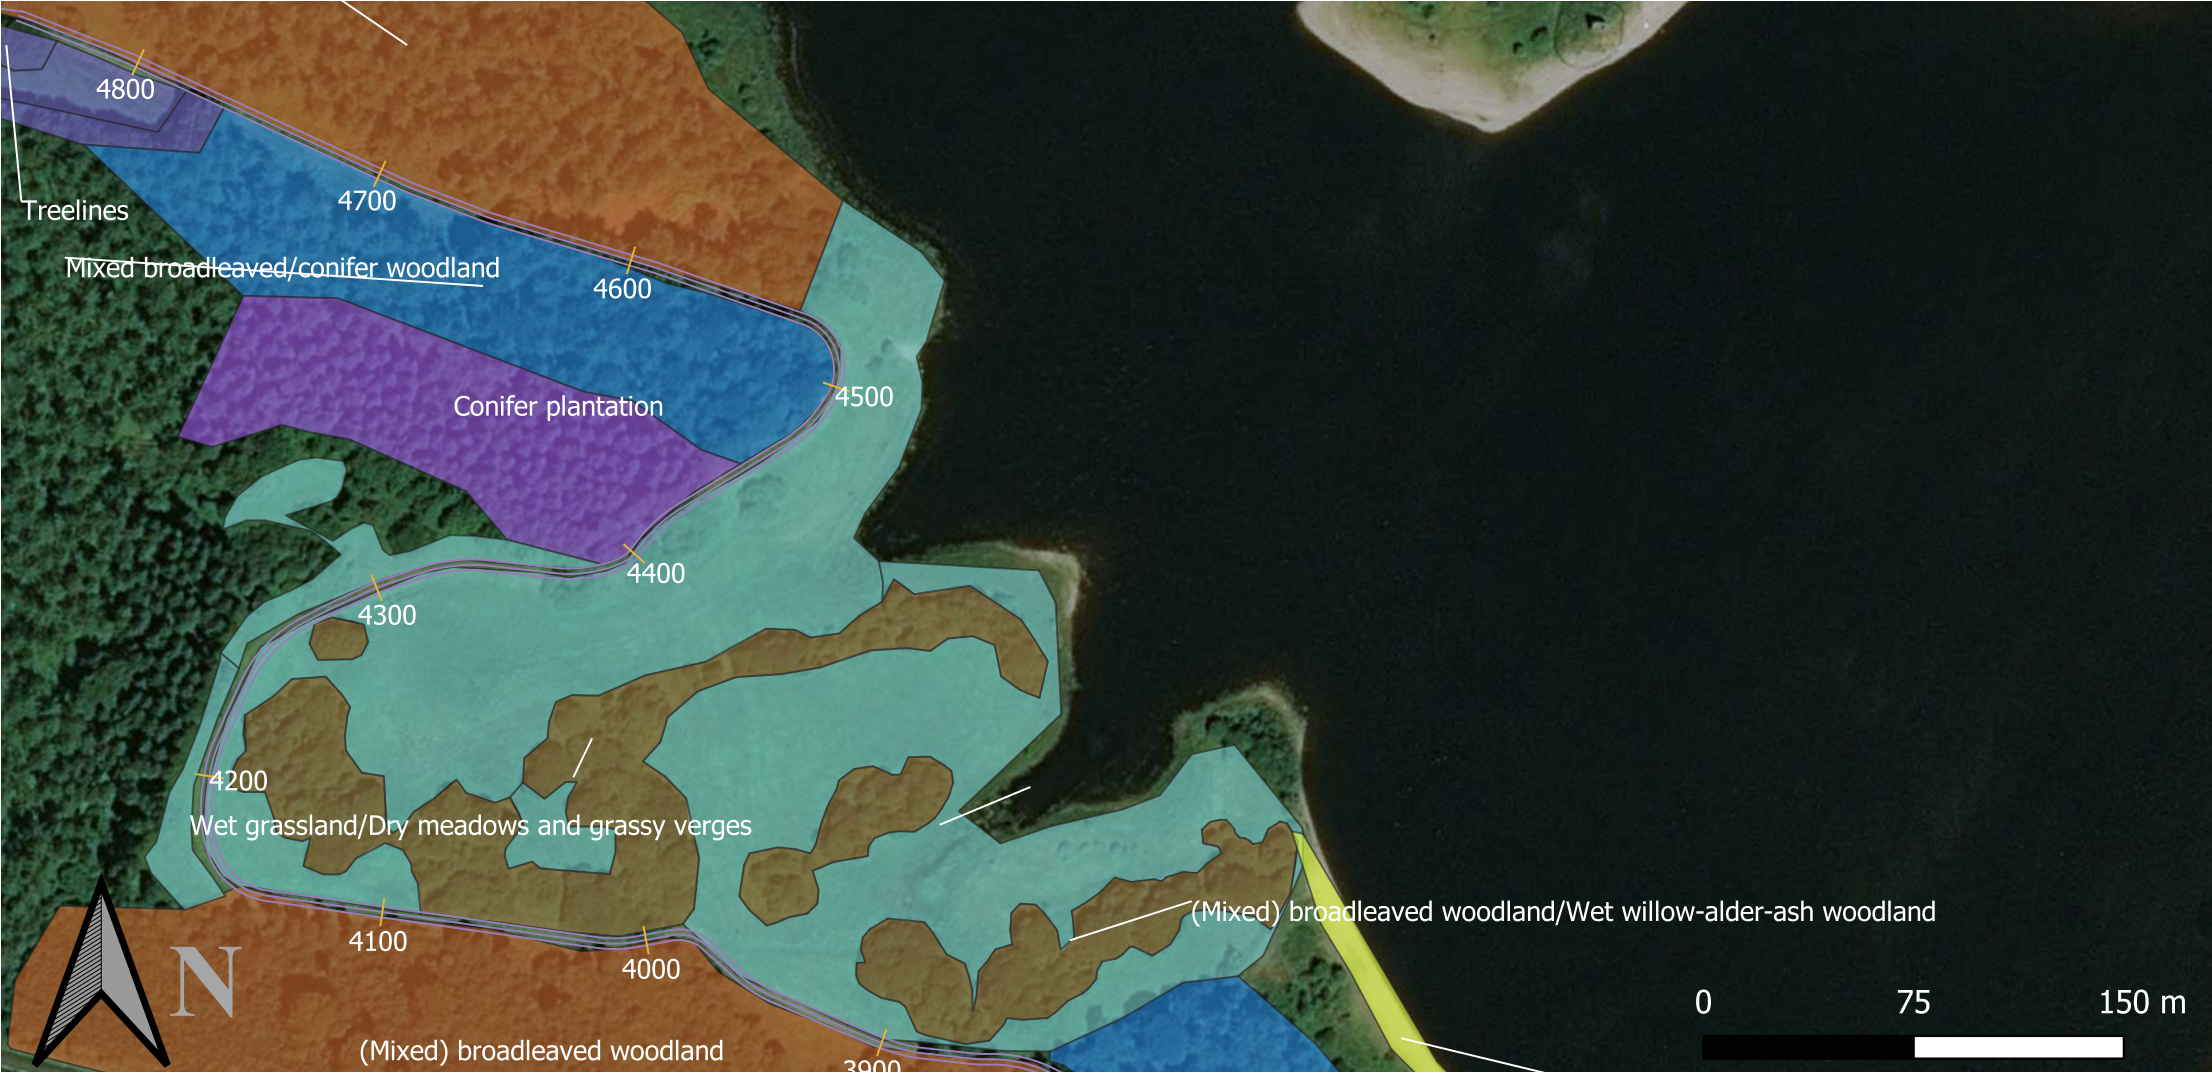 4800
4700
Treelines
Mixed broadleaved/conifer woodland
4600
4500
Conifer plantation
4400
4300
4200
Wet grassland/Dry meadows and grassy verges
(Mixed) broadleaved woodland/Wet willow-alder-ash woodland
4100
4000
N
0 75 150 m
(Mixed) broadleaved woodland
3900